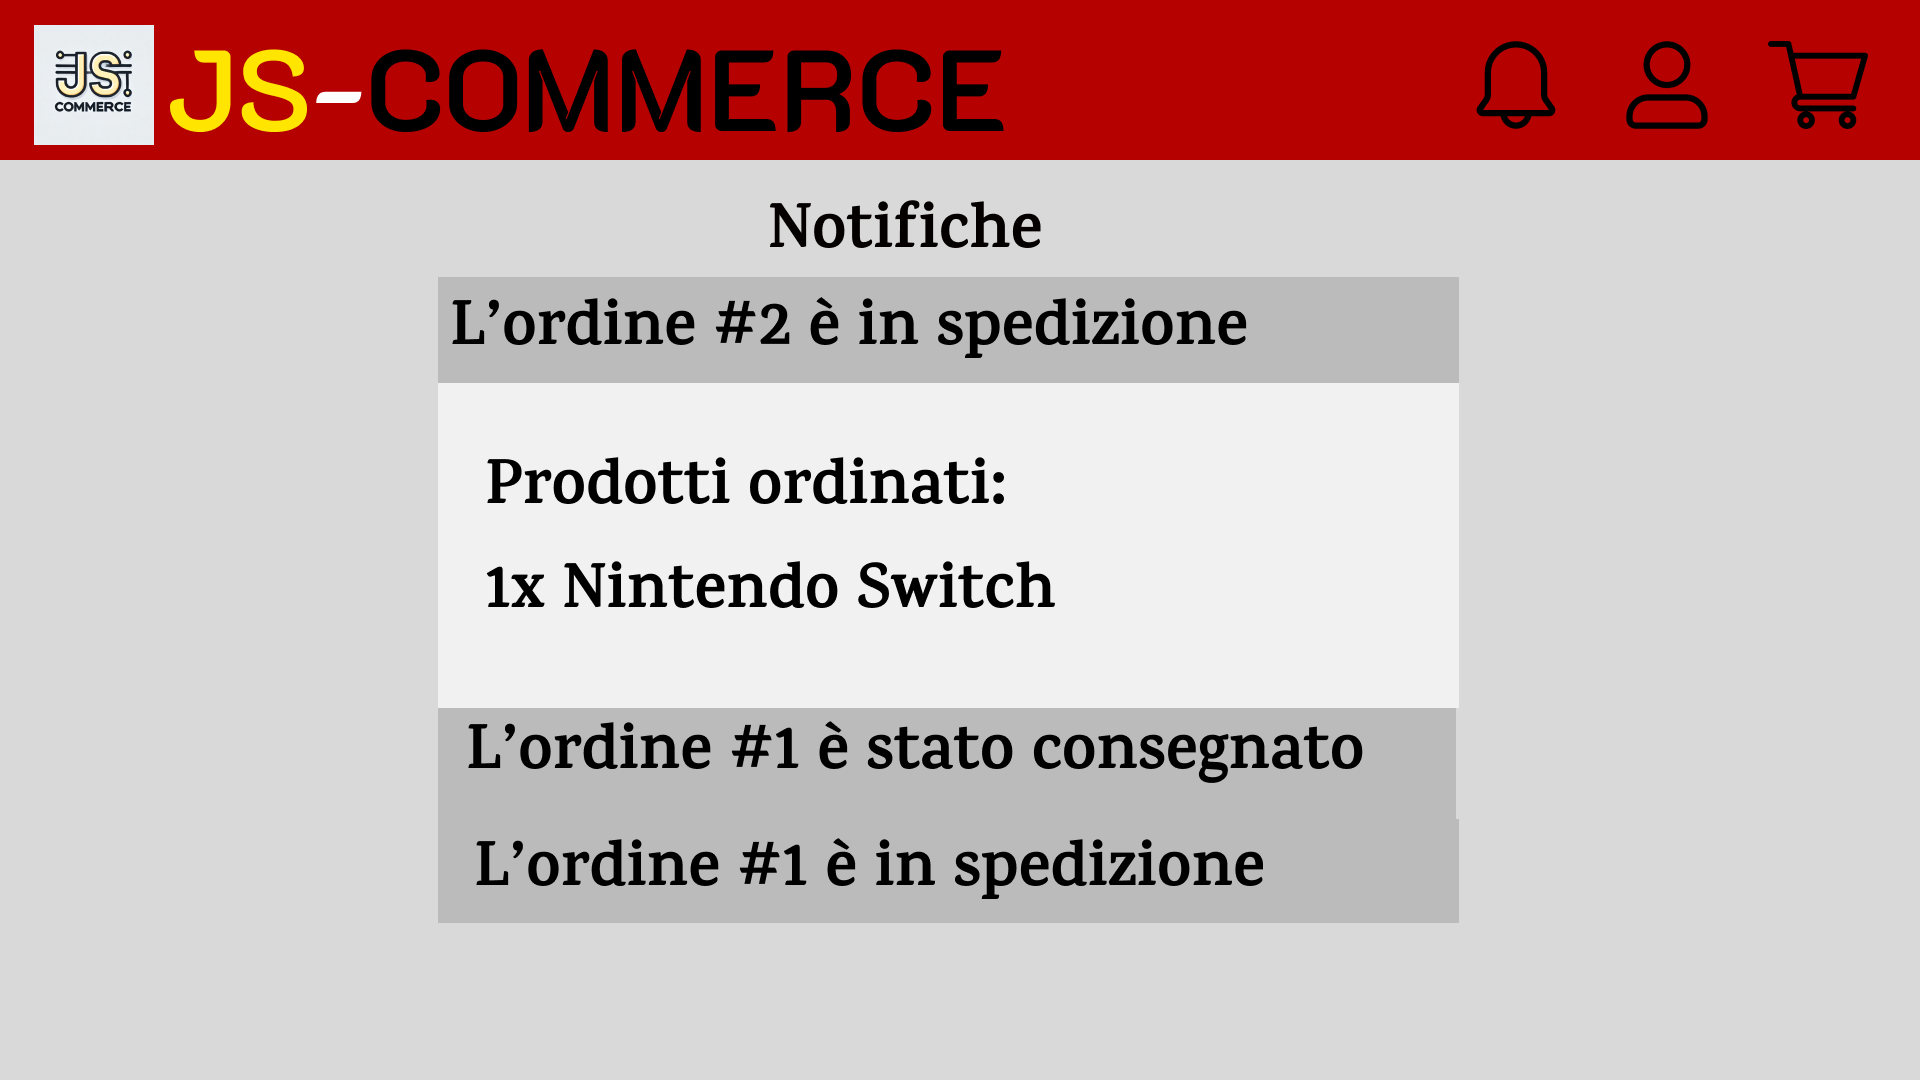 JS
COMMERCE
JS-COMMERCE
Notifiche
L’ordine #2 è in spedizione
Prodotti ordinati:
1x Nintendo Switch
L’ordine #1 è stato consegnato
L’ordine #1 è in spedizione